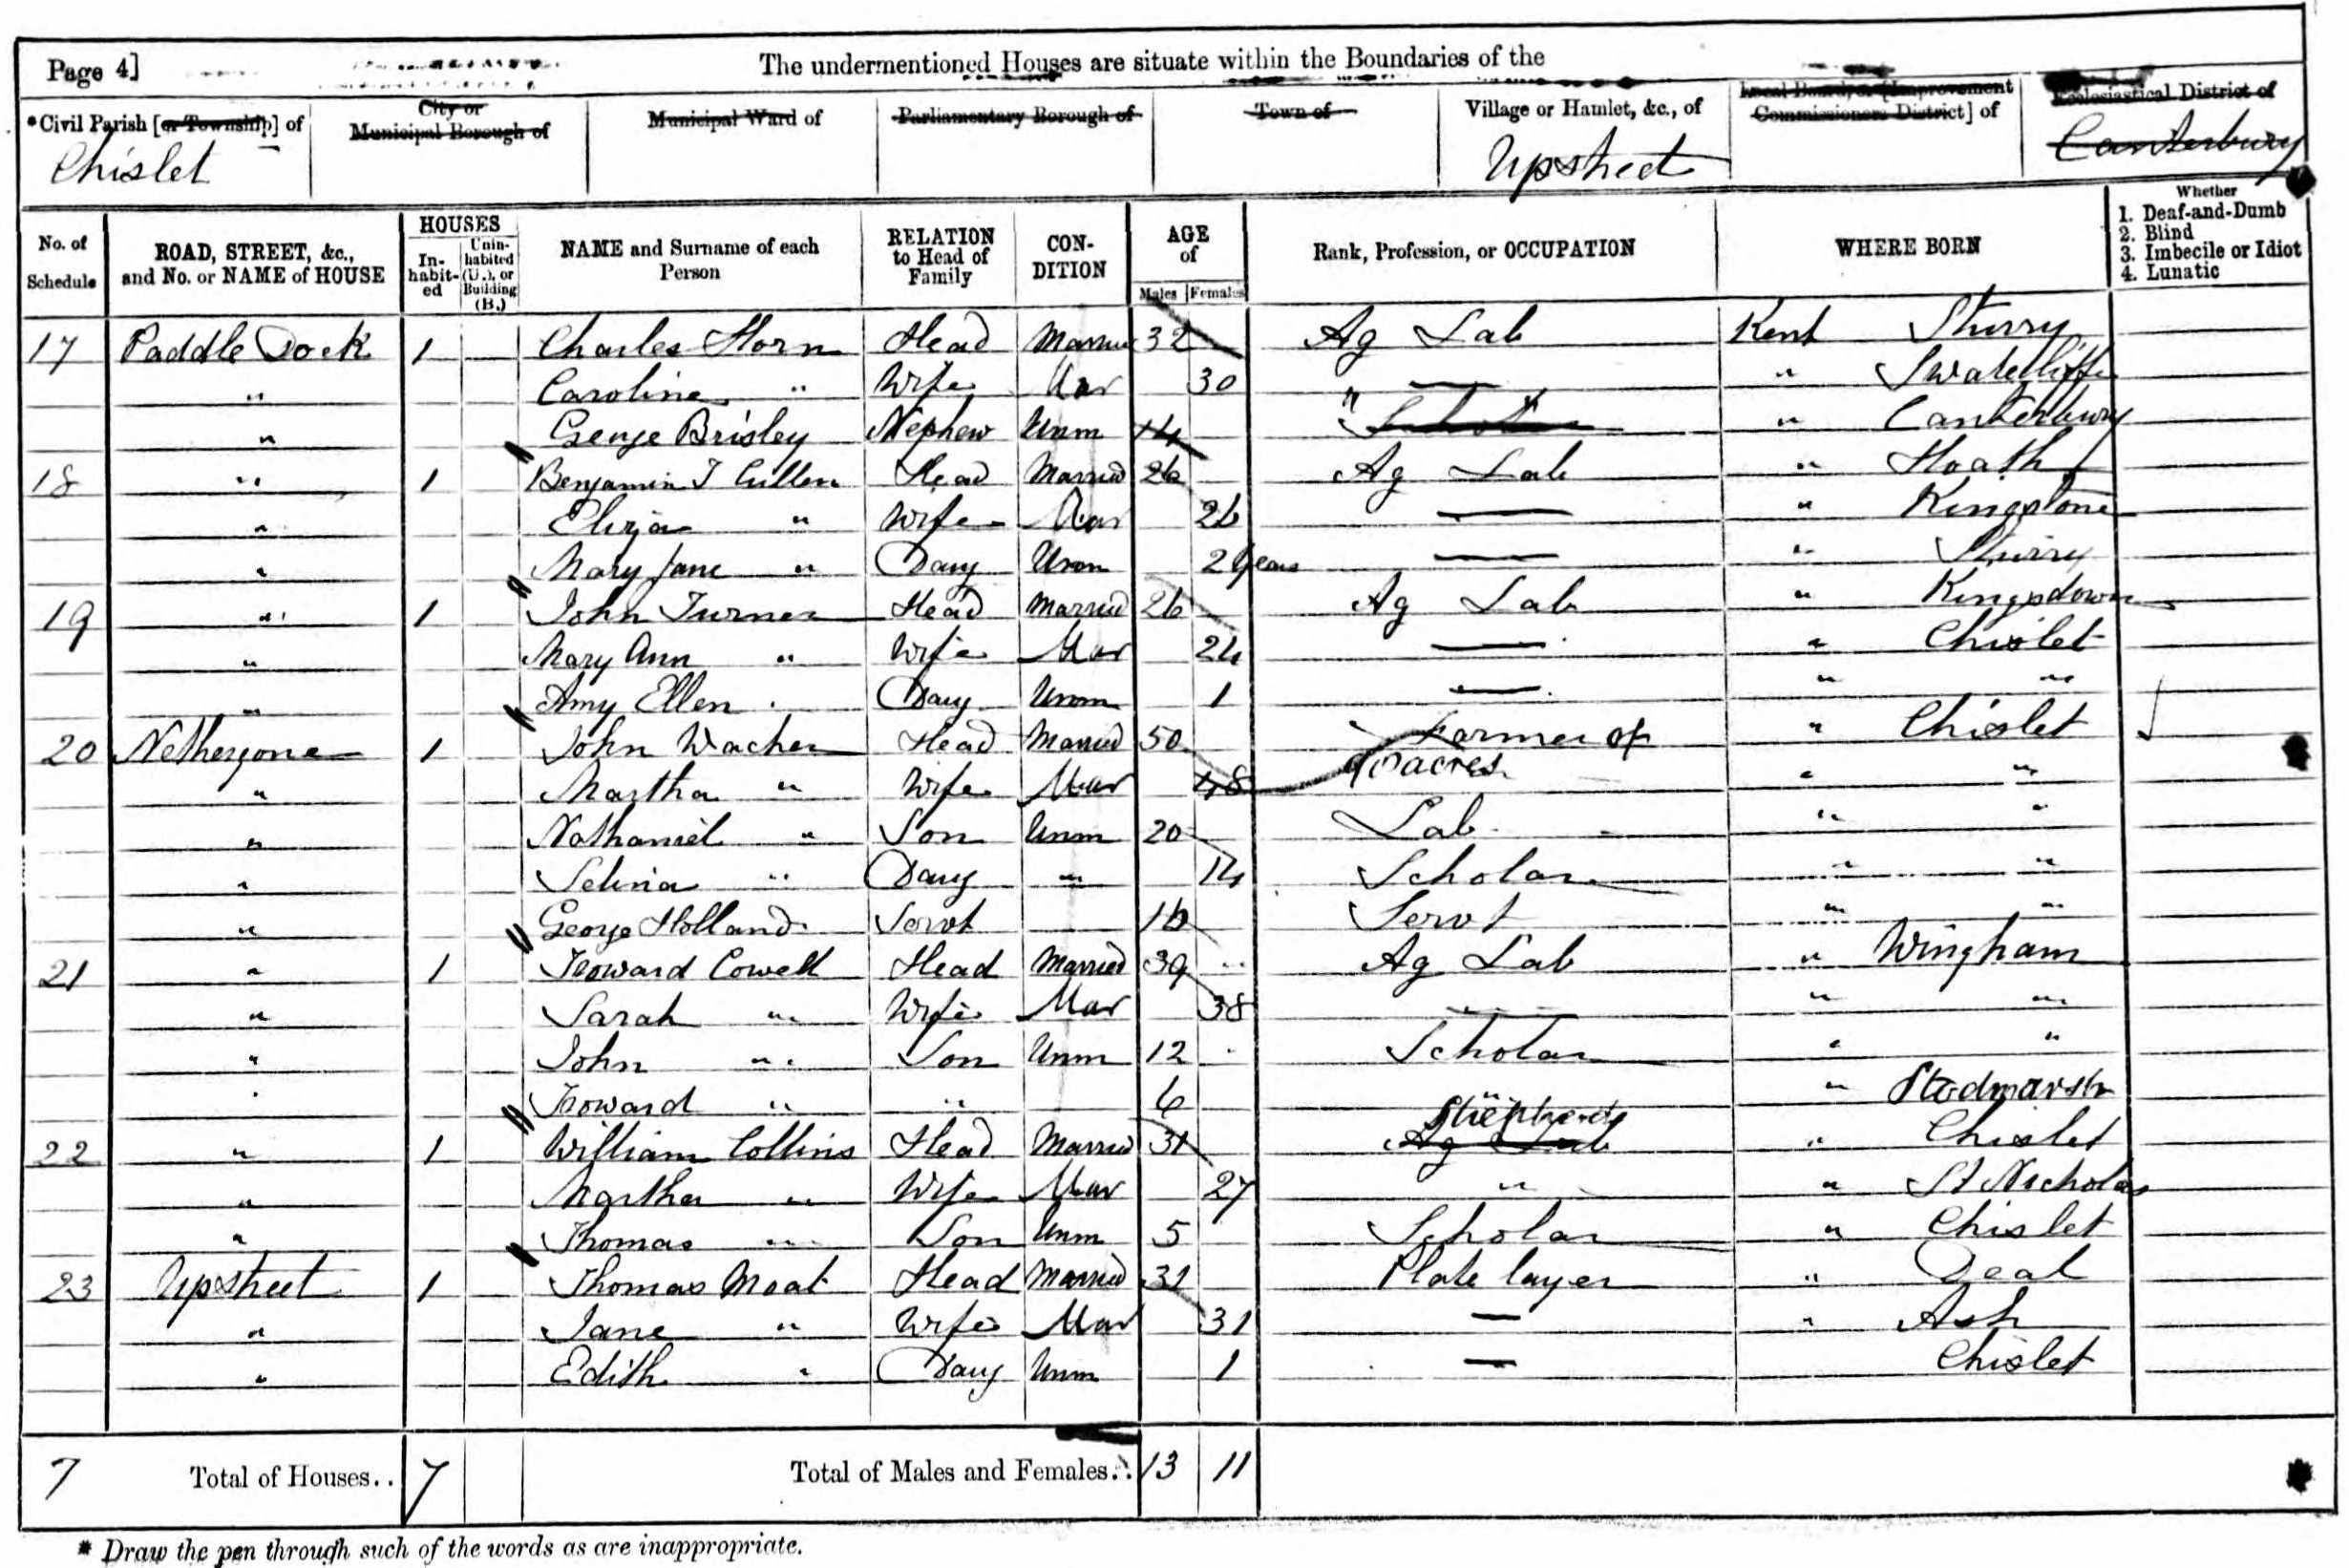 Page 4] The undermentioned Houses are situate within the Boundaries of the
*Civil Parish [or Township] of City or Municipal Borough of Municipal Ward of Parliamentary Borough of Town of Village or Hamlet, &c., of Local Board, or [Improvement Commissioners District] of Ecclesiastical District of
Chislet Upstreet Canterbury
No. of Schedule ROAD, STREET, &c., and No. or NAME of HOUSE HOUSES Inhabited Uninhabited (U.), or Building (B.) NAME and Surname of each Person RELATION to Head of Family CONDITION AGE of Males Females Rank, Profession, or OCCUPATION WHERE BORN Whether 1. Deaf-and-Dumb 2. Blind 3. Imbecile or Idiot 4. Lunatic
17 Paddle Dock 1 Charles Horn Head Married 32 Ag Lab Kent Sturry
" Caroline " Wife Mar 30 " — " Swalecliffe
" George Brisley Nephew Unm 14 " Scholar " Canterbury
18 " 1 Benjamin T Cullen Head Married 26 Ag Lab " Hoath
" Eliza " Wife Mar 26 — " Kingstone
" Mary Jane " Daug Unm 2 Years — " Sturry
19 " 1 John Turner Head Married 26 Ag Lab " Kingsdown
" Mary Ann " Wife Mar 24 — " Chislet
" Amy Ellen Daug Unm 1 — " "
20 Nethergone 1 John Wacher Head Married 50 Farmer of " Chislet
" Martha " Wife Mar 48 acres " "
" Nathaniel " Son Unm 20 Lab " "
" Selina " Daug " 14 Scholar " "
" George Holland Servt 16 Servt " "
21 " 1 Howard Cowell Head Married 39 Ag Lab " Wingham
" Sarah " Wife Mar 38 — " "
" John " Son Unm 12 Scholar " "
" Howard " " 6 " " Stodmarsh
22 " 1 William Collins Head Married 31 Shepherd Ag Lab " Chislet
" Martha " Wife Mar 27 " " St Nicholas
" Thomas " Son Unm 5 Scholar " Chislet
23 Upstreet 1 Thomas Moat Head Married 31 Plate layer " Deal
" Jane " Wife Mar 31 — " Ash
" Edith " Daug Unm 1 — Chislet
7 Total of Houses.. 7 Total of Males and Females.. 13 11
* Draw the pen through such of the words as are inappropriate.